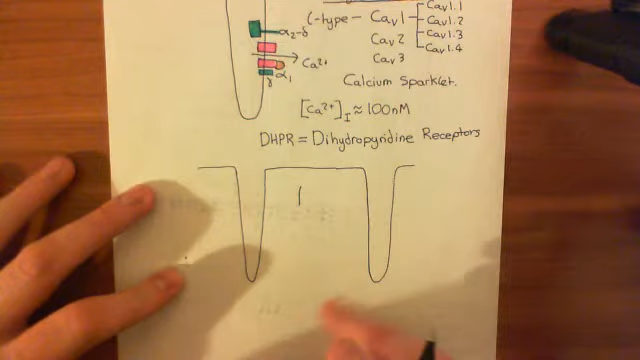 Cav1.1
L-type - Cav1 Cav1.2
α2-δ Cav1.3
Cav2 Cav1.4
Ca2+ Cav3
α1
γ
Calcium Sparklet.
[Ca2+]I ≈ 100nM
DHPR = Dihydropyridine Receptors